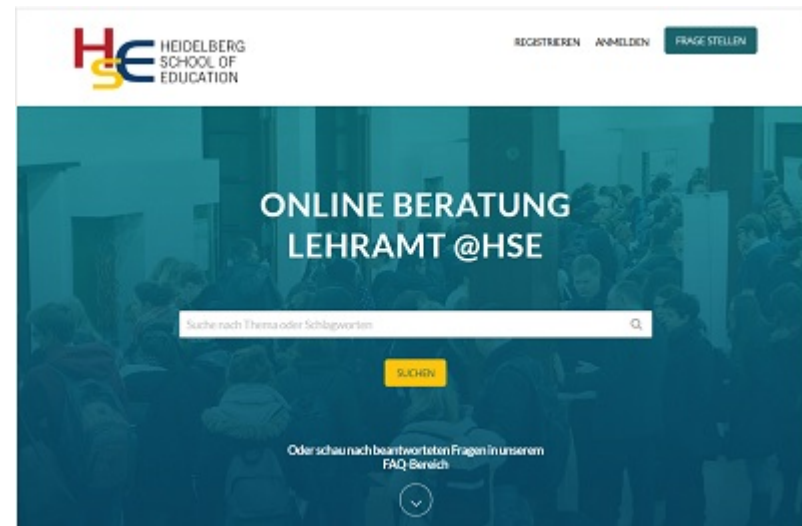 HSE
HEIDELBERG
SCHOOL OF
EDUCATION
REGISTRIEREN ANMELDEN FRAGE STELLEN
ONLINE BERATUNG
LEHRAMT @HSE
Suche nach Thema oder Schlagworten
SUCHEN
Oder schau nach beantworteten Fragen in unserem
FAQ-Bereich